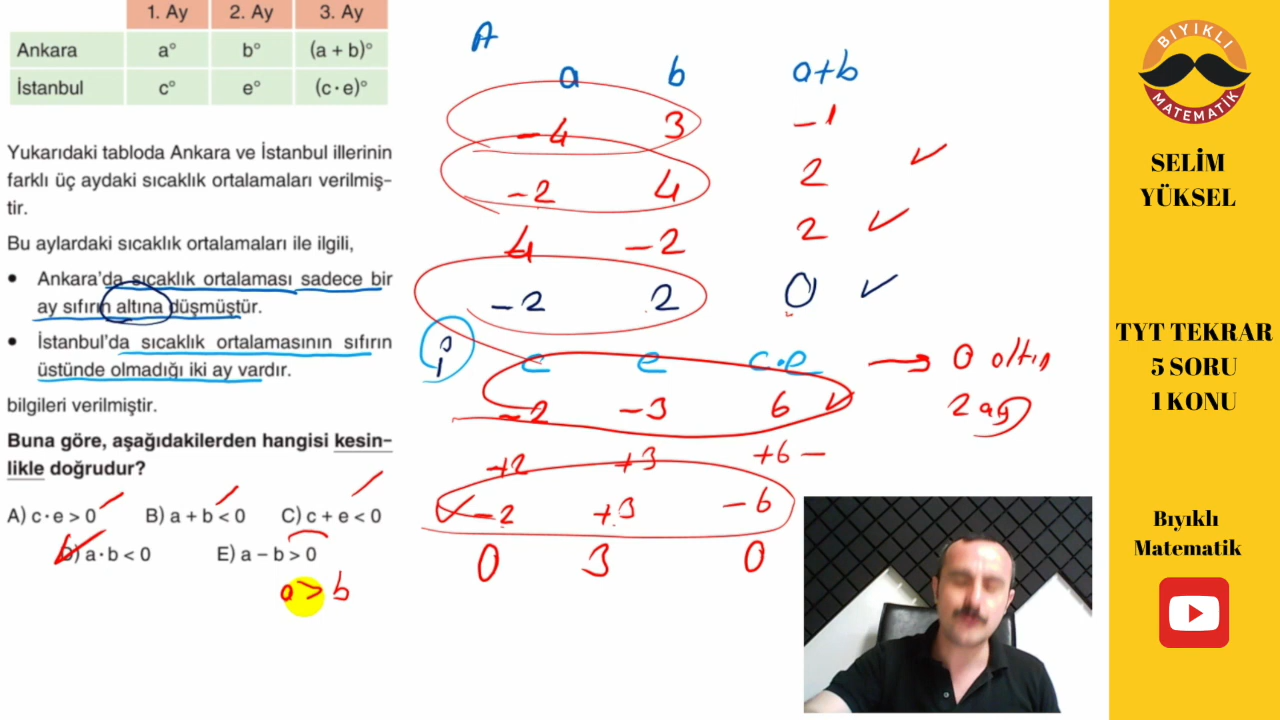 1. Ay 2. Ay 3. Ay
Ankara a° b° (a + b)°
İstanbul c° e° (c · e)°
Yukarıdaki tabloda Ankara ve İstanbul illerinin
farklı üç aydaki sıcaklık ortalamaları verilmiş-
tir.
Bu aylardaki sıcaklık ortalamaları ile ilgili,
• Ankara'da sıcaklık ortalaması sadece bir
ay sıfırın altına düşmüştür.
• İstanbul'da sıcaklık ortalamasının sıfırın
üstünde olmadığı iki ay vardır.
bilgileri verilmiştir.
Buna göre, aşağıdakilerden hangisi kesin-
likle doğrudur?
A) c · e > 0 B) a + b < 0 C) c + e < 0
D) a · b < 0 E) a – b > 0
a > b
A
a b a+b
-4 3 -1
-2 4 2 ✓
4 -2 2 ✓
-2 2 0 ✓
i c e c.e → 0 altın
-2 -3 6 ✓ 2 ay
+2 +3 +6 –
✓ -2 +3 -6
0 3 0
BIYIKLI
MATEMATİK
SELİM
YÜKSEL
TYT TEKRAR
5 SORU
1 KONU
Bıyıklı
Matematik